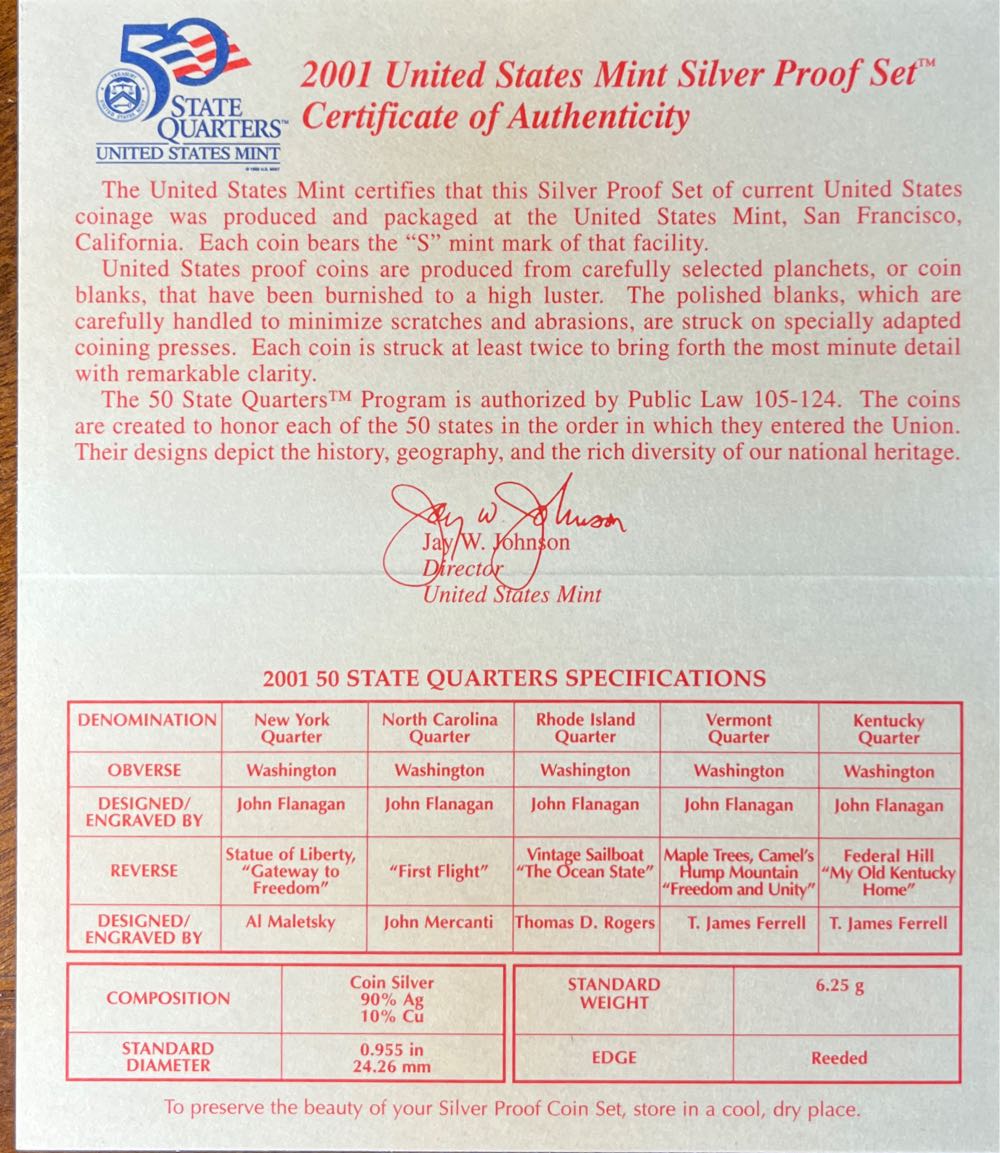 50
STATE
QUARTERS™
UNITED STATES MINT
2001 United States Mint Silver Proof Set™
Certificate of Authenticity
The United States Mint certifies that this Silver Proof Set of current United States
coinage was produced and packaged at the United States Mint, San Francisco,
California. Each coin bears the “S” mint mark of that facility.
United States proof coins are produced from carefully selected planchets, or coin
blanks, that have been burnished to a high luster. The polished blanks, which are
carefully handled to minimize scratches and abrasions, are struck on specially adapted
coining presses. Each coin is struck at least twice to bring forth the most minute detail
with remarkable clarity.
The 50 State Quarters™ Program is authorized by Public Law 105-124. The coins
are created to honor each of the 50 states in the order in which they entered the Union.
Their designs depict the history, geography, and the rich diversity of our national heritage.
Jay W. Johnson
Jay W. Johnson
Director
United States Mint
2001 50 STATE QUARTERS SPECIFICATIONS
DENOMINATION New York Quarter North Carolina Quarter Rhode Island Quarter Vermont Quarter Kentucky Quarter
OBVERSE Washington Washington Washington Washington Washington
DESIGNED/ ENGRAVED BY John Flanagan John Flanagan John Flanagan John Flanagan John Flanagan
REVERSE Statue of Liberty, “Gateway to Freedom” “First Flight” Vintage Sailboat “The Ocean State” Maple Trees, Camel’s Hump Mountain “Freedom and Unity” Federal Hill “My Old Kentucky Home”
DESIGNED/ ENGRAVED BY Al Maletsky John Mercanti Thomas D. Rogers T. James Ferrell T. James Ferrell
COMPOSITION Coin Silver 90% Ag 10% Cu STANDARD WEIGHT 6.25 g
STANDARD DIAMETER 0.955 in 24.26 mm EDGE Reeded
To preserve the beauty of your Silver Proof Coin Set, store in a cool, dry place.